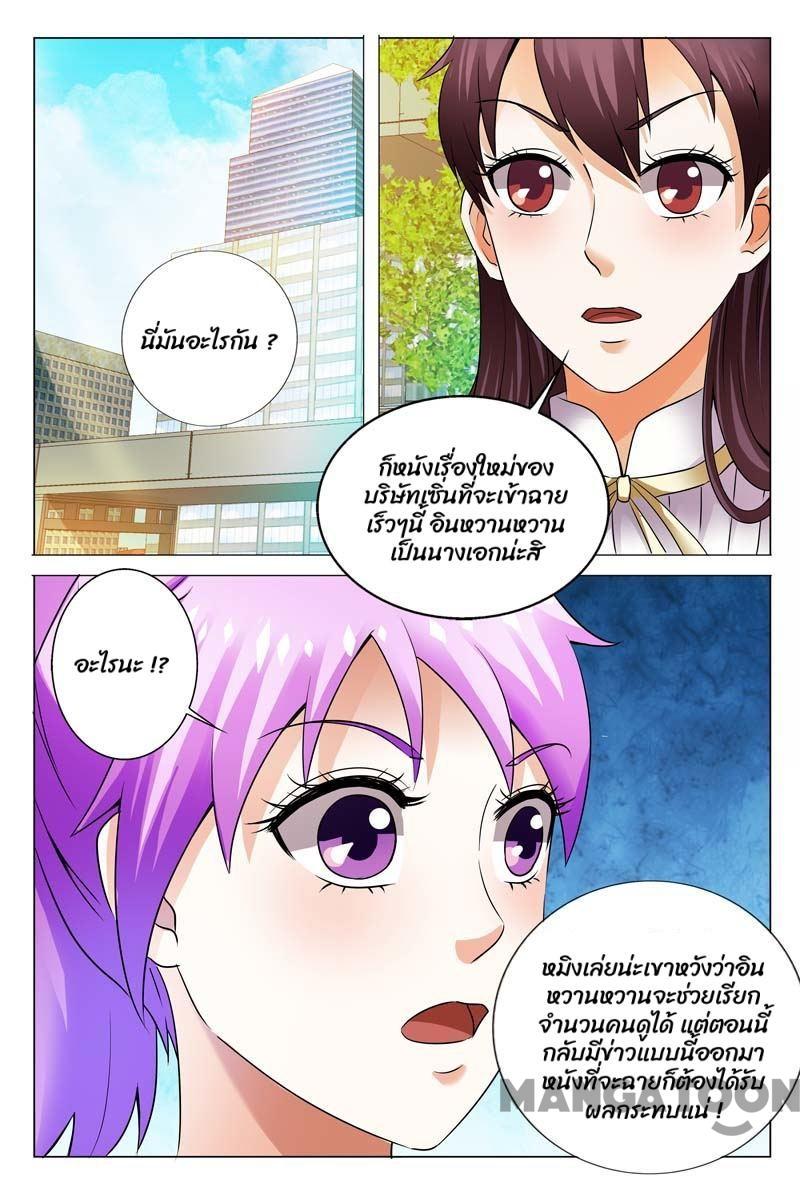 นี่มันอะไรกัน ?
ก็หนังเรื่องใหม่ของ
บริษัทเซิ่นที่จะเข้าฉาย
เร็วๆนี้ อินหวานหวาน
เป็นนางเอกน่ะสิ
อะไรนะ !?
หมิงเล่ยน่ะเขาหวังว่าอิน
หวานหวานจะช่วยเรียก
จำนวนคนดูได้ แต่ตอนนี้
กลับมีข่าวแบบนี้ออกมา
หนังที่จะฉายก็ต้องได้รับ
ผลกระทบแน่ !
MANGATOON